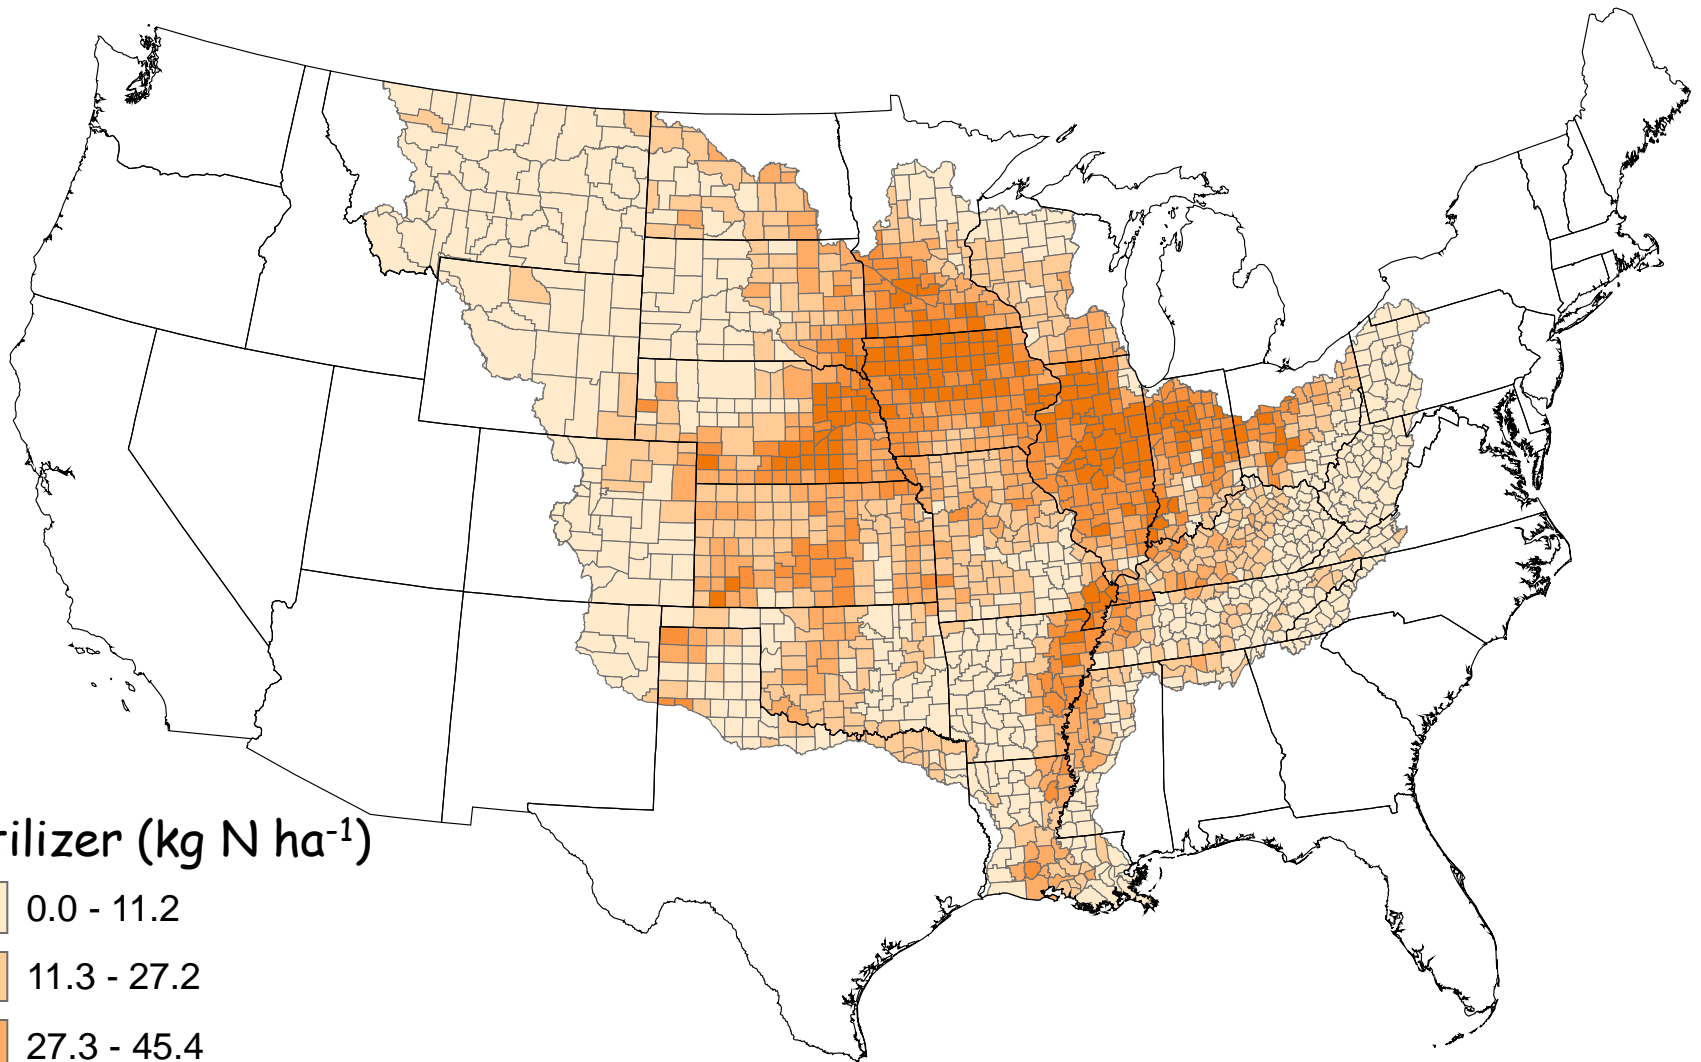 rilizer (kg N ha⁻¹)
0.0 - 11.2
11.3 - 27.2
27.3 - 45.4